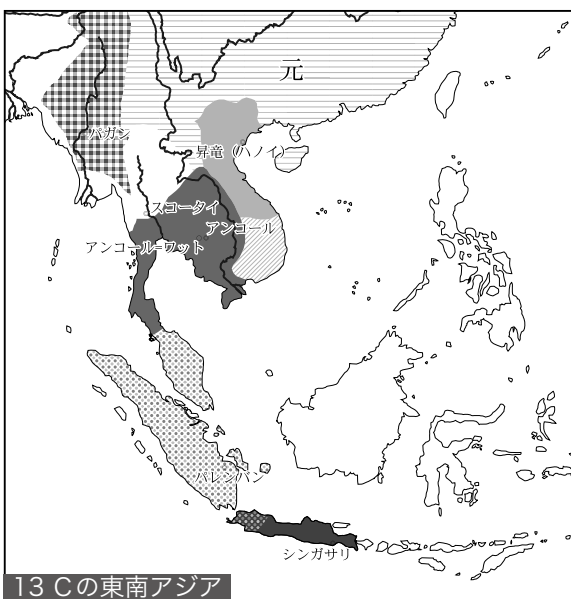 元
パガン
昇竜（ハノイ）
スコータイ
アンコール
アンコール=ワット
パレンバン
シンガサリ
13 Cの東南アジア